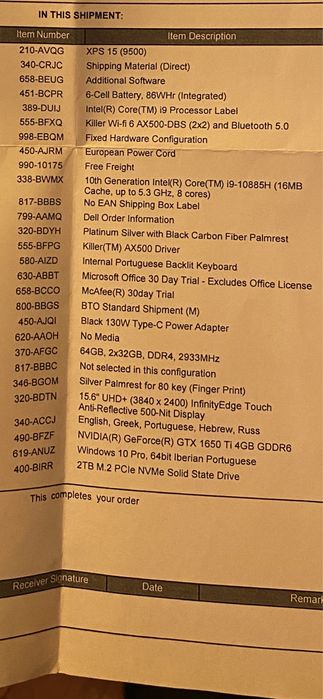 IN THIS SHIPMENT:
Item Number Item Description
210-AVQG XPS 15 (9500)
340-CRJC Shipping Material (Direct)
658-BEUG Additional Software
451-BCPR 6-Cell Battery, 86WHr (Integrated)
389-DUIJ Intel(R) Core(TM) i9 Processor Label
555-BFXQ Killer Wi-fi 6 AX500-DBS (2x2) and Bluetooth 5.0
998-EBQM Fixed Hardware Configuration
450-AJRM European Power Cord
990-10175 Free Freight
338-BWMX 10th Generation Intel(R) Core(TM) i9-10885H (16MB
Cache, up to 5.3 GHz, 8 cores)
817-BBBS No EAN Shipping Box Label
799-AAMQ Dell Order Information
320-BDYH Platinum Silver with Black Carbon Fiber Palmrest
555-BFPG Killer(TM) AX500 Driver
580-AIZD Internal Portuguese Backlit Keyboard
630-ABBT Microsoft Office 30 Day Trial - Excludes Office License
658-BCCO McAfee(R) 30day Trial
800-BBGS BTO Standard Shipment (M)
450-AJQI Black 130W Type-C Power Adapter
620-AAOH No Media
370-AFGC 64GB, 2x32GB, DDR4, 2933MHz
817-BBBC Not selected in this configuration
346-BGOM Silver Palmrest for 80 key (Finger Print)
320-BDTN 15.6" UHD+ (3840 x 2400) InfinityEdge Touch
Anti-Reflective 500-Nit Display
340-ACCJ English, Greek, Portuguese, Hebrew, Russ
490-BFZF NVIDIA(R) GeForce(R) GTX 1650 Ti 4GB GDDR6
619-ANUZ Windows 10 Pro, 64bit Iberian Portuguese
400-BIRR 2TB M.2 PCIe NVMe Solid State Drive
This completes your order
Receiver Signature Date Remar